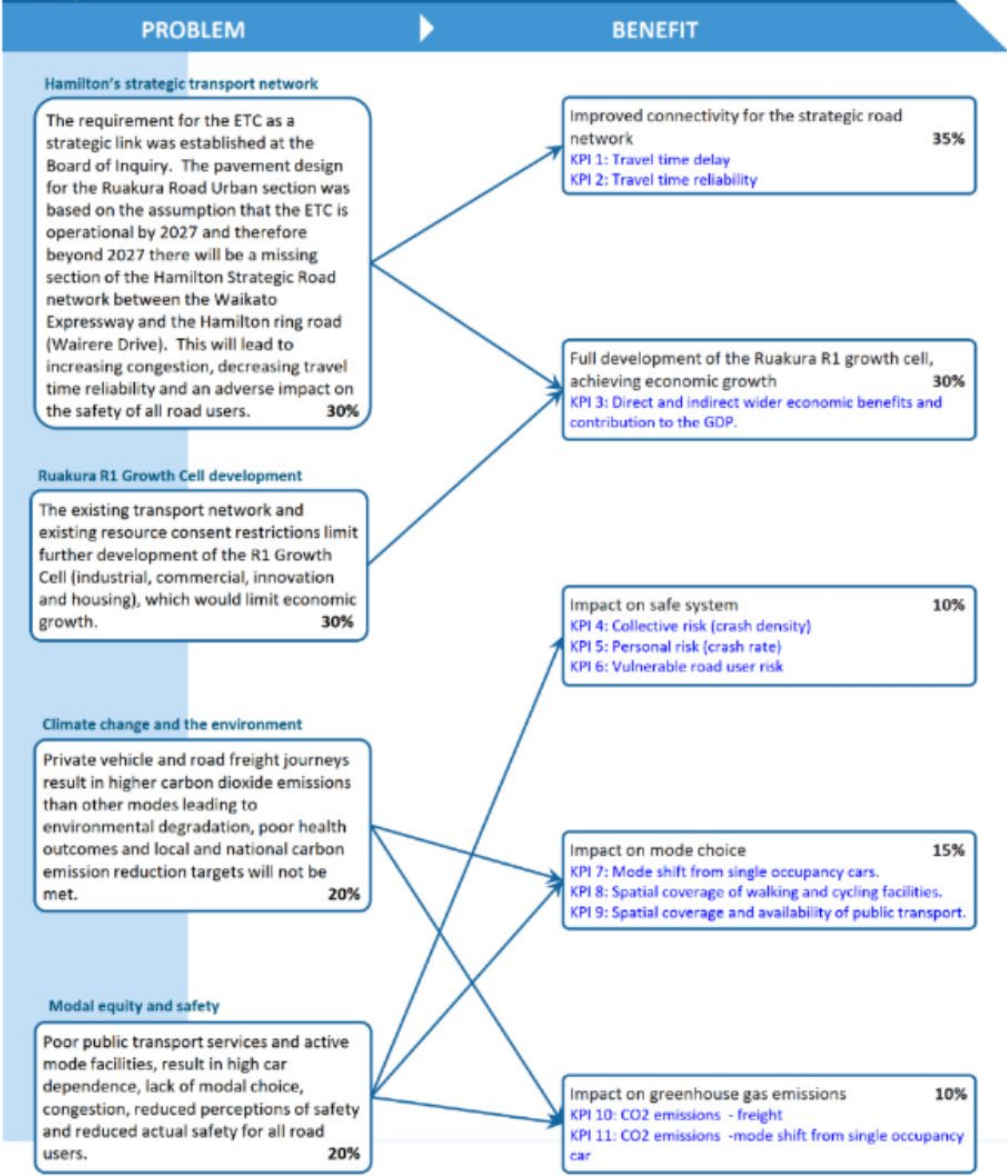 PROBLEM
BENEFIT
Hamilton's strategic transport network
The requirement for the ETC as a
strategic link was established at the
Board of Inquiry. The pavement design
for the Ruakura Road Urban section was
based on the assumption that the ETC is
operational by 2027 and therefore
beyond 2027 there will be a missing
section of the Hamilton Strategic Road
network between the Waikato
Expressway and the Hamilton ring road
(Wairere Drive). This will lead to
increasing congestion, decreasing travel
time reliability and an adverse impact on
the safety of all road users. 30%
Improved connectivity for the strategic road
network 35%
KPI 1: Travel time delay
KPI 2: Travel time reliability
Full development of the Ruakura R1 growth cell,
achieving economic growth 30%
KPI 3: Direct and indirect wider economic benefits and
contribution to the GDP.
Ruakura R1 Growth Cell development
The existing transport network and
existing resource consent restrictions limit
further development of the R1 Growth
Cell (industrial, commercial, innovation
and housing), which would limit economic
growth. 30%
Impact on safe system 10%
KPI 4: Collective risk (crash density)
KPI 5: Personal risk (crash rate)
KPI 6: Vulnerable road user risk
Climate change and the environment
Private vehicle and road freight journeys
result in higher carbon dioxide emissions
than other modes leading to
environmental degradation, poor health
outcomes and local and national carbon
emission reduction targets will not be
met. 20%
Impact on mode choice 15%
KPI 7: Mode shift from single occupancy cars.
KPI 8: Spatial coverage of walking and cycling facilities.
KPI 9: Spatial coverage and availability of public transport.
Modal equity and safety
Poor public transport services and active
mode facilities, result in high car
dependence, lack of modal choice,
congestion, reduced perceptions of safety
and reduced actual safety for all road
users. 20%
Impact on greenhouse gas emissions 10%
KPI 10: CO2 emissions - freight
KPI 11: CO2 emissions -mode shift from single occupancy
car